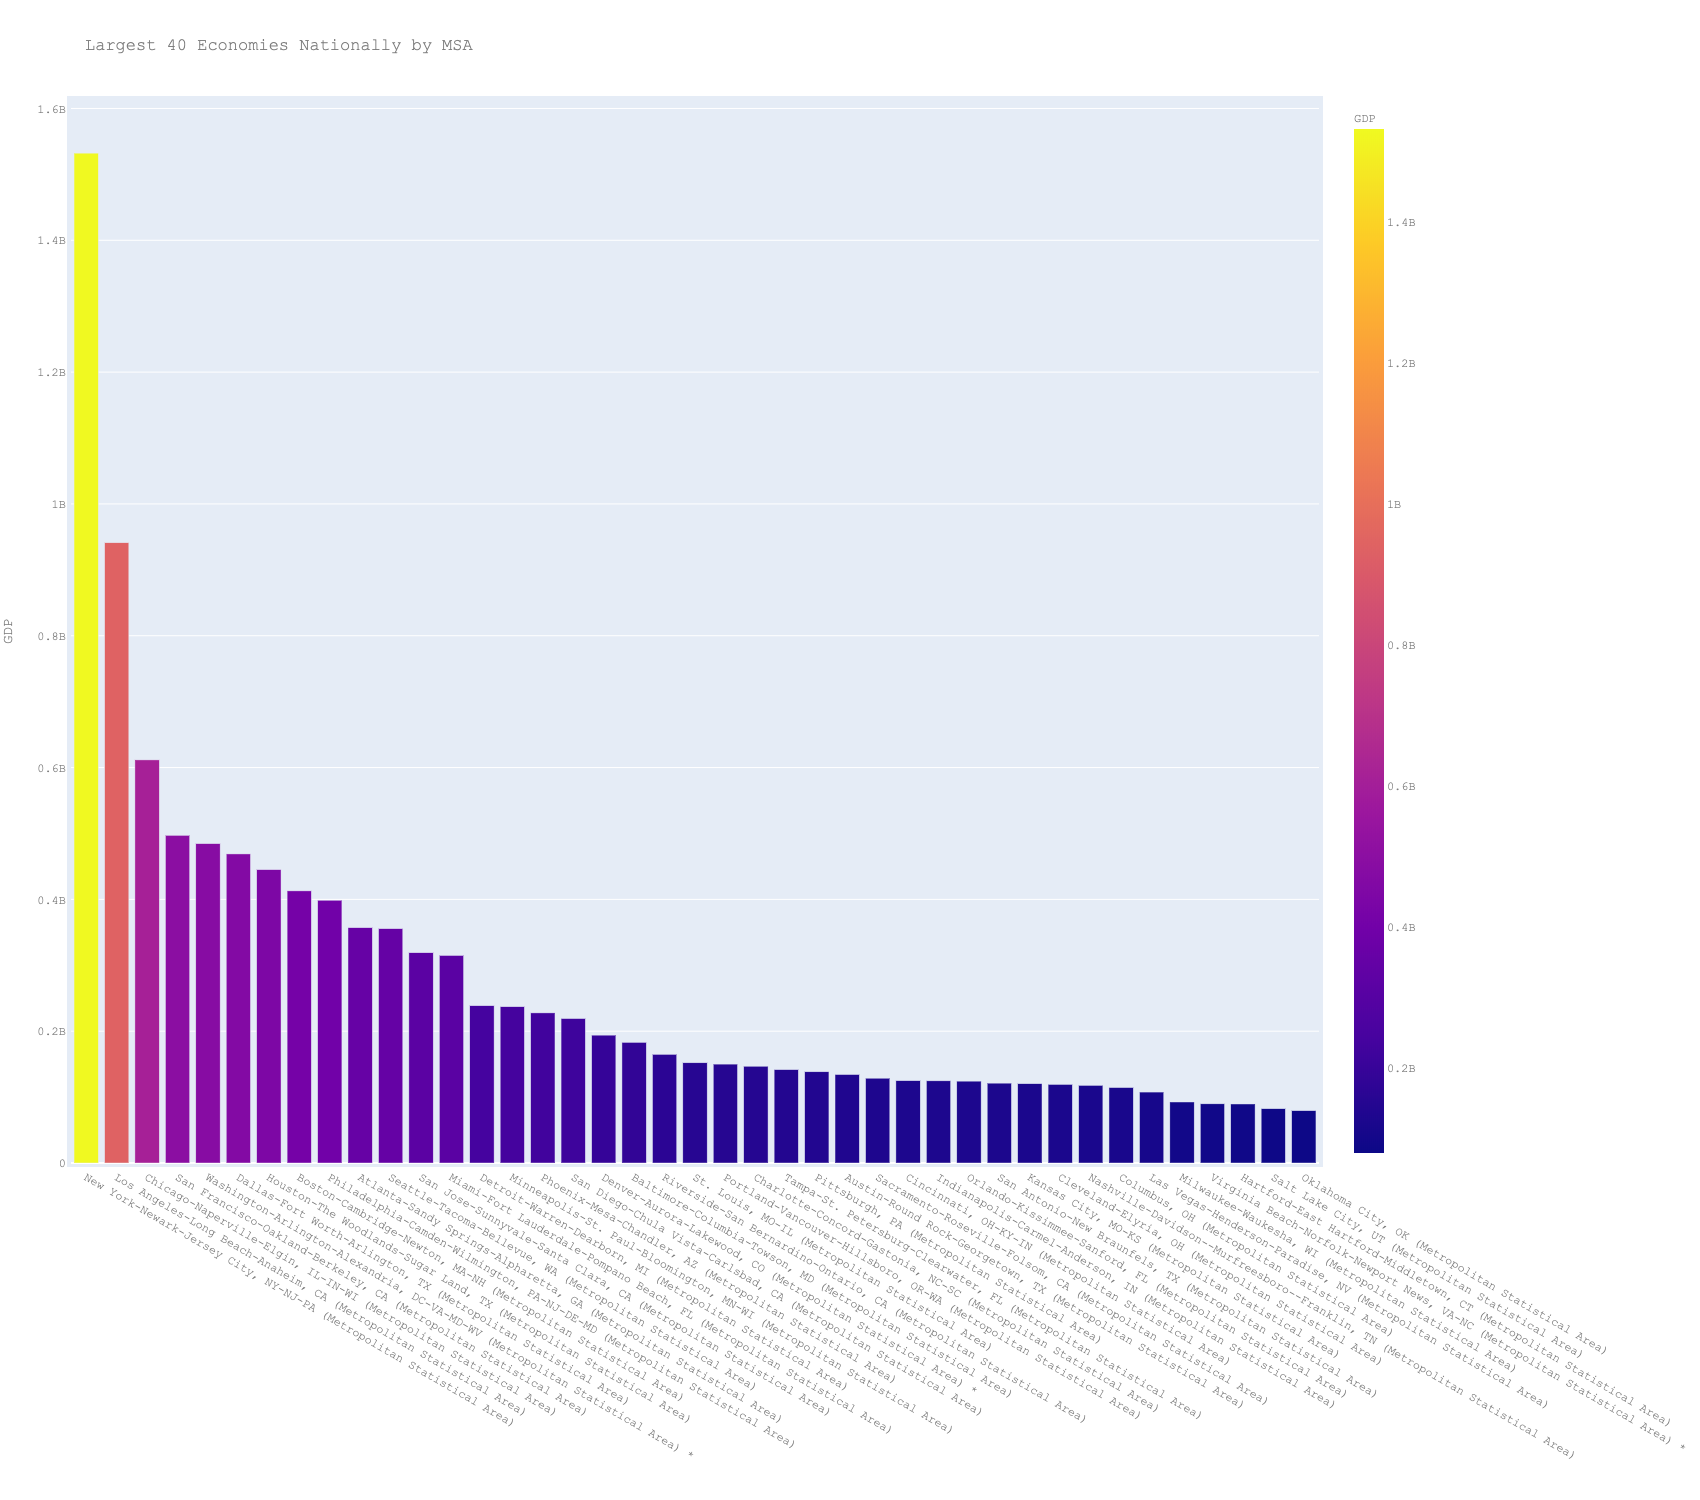 Largest 40 Economies Nationally by MSA
GDP
1.6B
1.4B
1.2B
1B
0.8B
0.6B
0.4B
0.2B
0
New York-Newark-Jersey City, NY-NJ-PA (Metropolitan Statistical Area)
Los Angeles-Long Beach-Anaheim, CA (Metropolitan Statistical Area)
Chicago-Naperville-Elgin, IL-IN-WI (Metropolitan Statistical Area)
San Francisco-Oakland-Berkeley, CA (Metropolitan Statistical Area)
Washington-Arlington-Alexandria, DC-VA-MD-WV (Metropolitan Statistical Area) *
Dallas-Fort Worth-Arlington, TX (Metropolitan Statistical Area)
Houston-The Woodlands-Sugar Land, TX (Metropolitan Statistical Area)
Boston-Cambridge-Newton, MA-NH (Metropolitan Statistical Area)
Philadelphia-Camden-Wilmington, PA-NJ-DE-MD (Metropolitan Statistical Area)
Atlanta-Sandy Springs-Alpharetta, GA (Metropolitan Statistical Area)
Seattle-Tacoma-Bellevue, WA (Metropolitan Statistical Area)
San Jose-Sunnyvale-Santa Clara, CA (Metropolitan Statistical Area)
Miami-Fort Lauderdale-Pompano Beach, FL (Metropolitan Statistical Area)
Detroit-Warren-Dearborn, MI (Metropolitan Statistical Area)
Minneapolis-St. Paul-Bloomington, MN-WI (Metropolitan Statistical Area)
Phoenix-Mesa-Chandler, AZ (Metropolitan Statistical Area)
San Diego-Chula Vista-Carlsbad, CA (Metropolitan Statistical Area)
Denver-Aurora-Lakewood, CO (Metropolitan Statistical Area) *
Baltimore-Columbia-Towson, MD (Metropolitan Statistical Area)
Riverside-San Bernardino-Ontario, CA (Metropolitan Statistical Area)
St. Louis, MO-IL (Metropolitan Statistical Area)
Portland-Vancouver-Hillsboro, OR-WA (Metropolitan Statistical Area)
Charlotte-Concord-Gastonia, NC-SC (Metropolitan Statistical Area)
Tampa-St. Petersburg-Clearwater, FL (Metropolitan Statistical Area)
Pittsburgh, PA (Metropolitan Statistical Area)
Austin-Round Rock-Georgetown, TX (Metropolitan Statistical Area)
Sacramento-Roseville-Folsom, CA (Metropolitan Statistical Area)
Cincinnati, OH-KY-IN (Metropolitan Statistical Area)
Indianapolis-Carmel-Anderson, IN (Metropolitan Statistical Area)
Orlando-Kissimmee-Sanford, FL (Metropolitan Statistical Area)
San Antonio-New Braunfels, TX (Metropolitan Statistical Area)
Kansas City, MO-KS (Metropolitan Statistical Area)
Cleveland-Elyria, OH (Metropolitan Statistical Area)
Nashville-Davidson--Murfreesboro--Franklin, TN (Metropolitan Statistical Area)
Columbus, OH (Metropolitan Statistical Area)
Las Vegas-Henderson-Paradise, NV (Metropolitan Statistical Area)
Milwaukee-Waukesha, WI (Metropolitan Statistical Area)
Virginia Beach-Norfolk-Newport News, VA-NC (Metropolitan Statistical Area) *
Hartford-East Hartford-Middletown, CT (Metropolitan Statistical Area)
Salt Lake City, UT (Metropolitan Statistical Area)
Oklahoma City, OK (Metropolitan Statistical Area)
GDP
1.4B
1.2B
1B
0.8B
0.6B
0.4B
0.2B